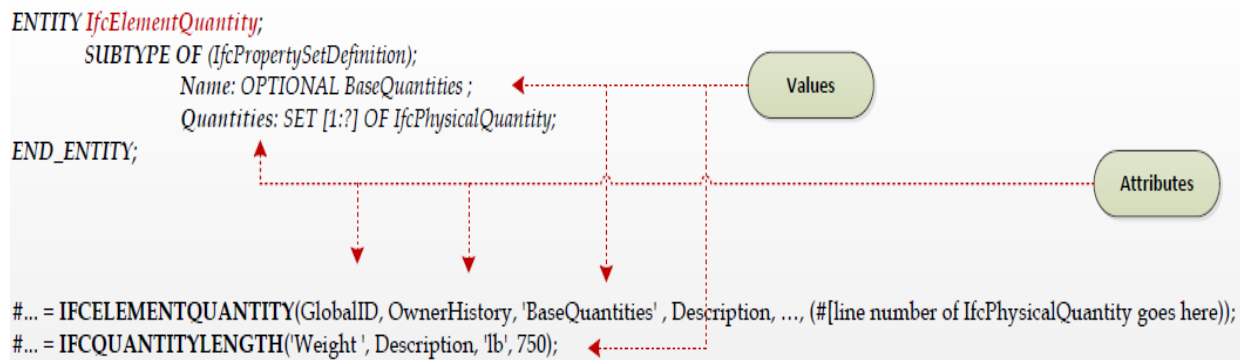 ENTITY IfcElementQuantity;
SUBTYPE OF (IfcPropertySetDefinition);
Name: OPTIONAL BaseQuantities ;
Quantities: SET [1:?] OF IfcPhysicalQuantity;
END_ENTITY;
Values
Attributes
#... = IFCELEMENTQUANTITY(GlobalID, OwnerHistory, 'BaseQuantities' , Description, ..., (#[line number of IfcPhysicalQuantity goes here));
#... = IFCQUANTITYLENGTH('Weight ', Description, 'lb', 750);